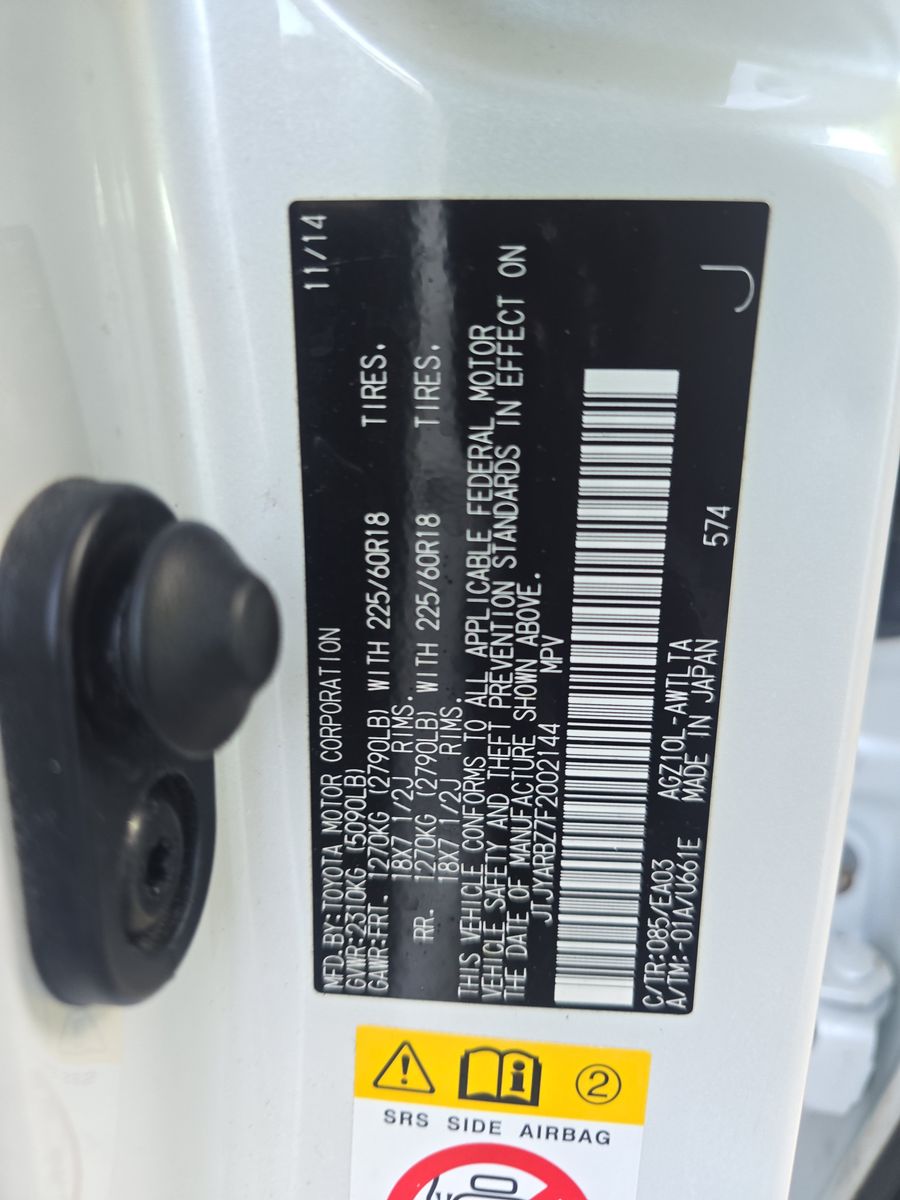 MFD.BY:TOYOTA MOTOR CORPORATION 11/14
GVWR:2310KG (5090LB)
GAWR:FRT. 1270KG (2790LB) WITH 225/60R18 TIRES.
18X7 1/2J RIMS.
RR. 1270KG (2790LB) WITH 225/60R18 TIRES.
18X7 1/2J RIMS.
THIS VEHICLE CONFORMS TO ALL APPLICABLE FEDERAL MOTOR
VEHICLE SAFETY AND THEFT PREVENTION STANDARDS IN EFFECT ON
THE DATE OF MANUFACTURE SHOWN ABOVE.
JTJYARBZ7F2002144 MPV
C/TR:085/EA03 AGZ10L-AWTLTA 574
A/TM:-01A/U661E MADE IN JAPAN
J
2
SRS SIDE AIRBAG